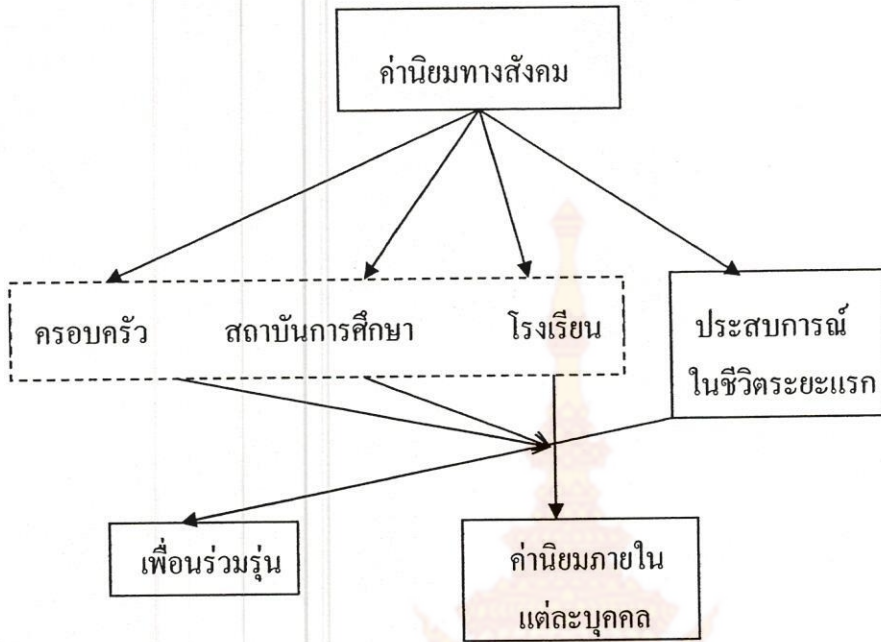 ค่านิยมทางสังคม
ครอบครัว สถาบันการศึกษา โรงเรียน
ประสบการณ์
ในชีวิตระยะแรก
เพื่อนร่วมรุ่น
ค่านิยมภายใน
แต่ละบุคคล